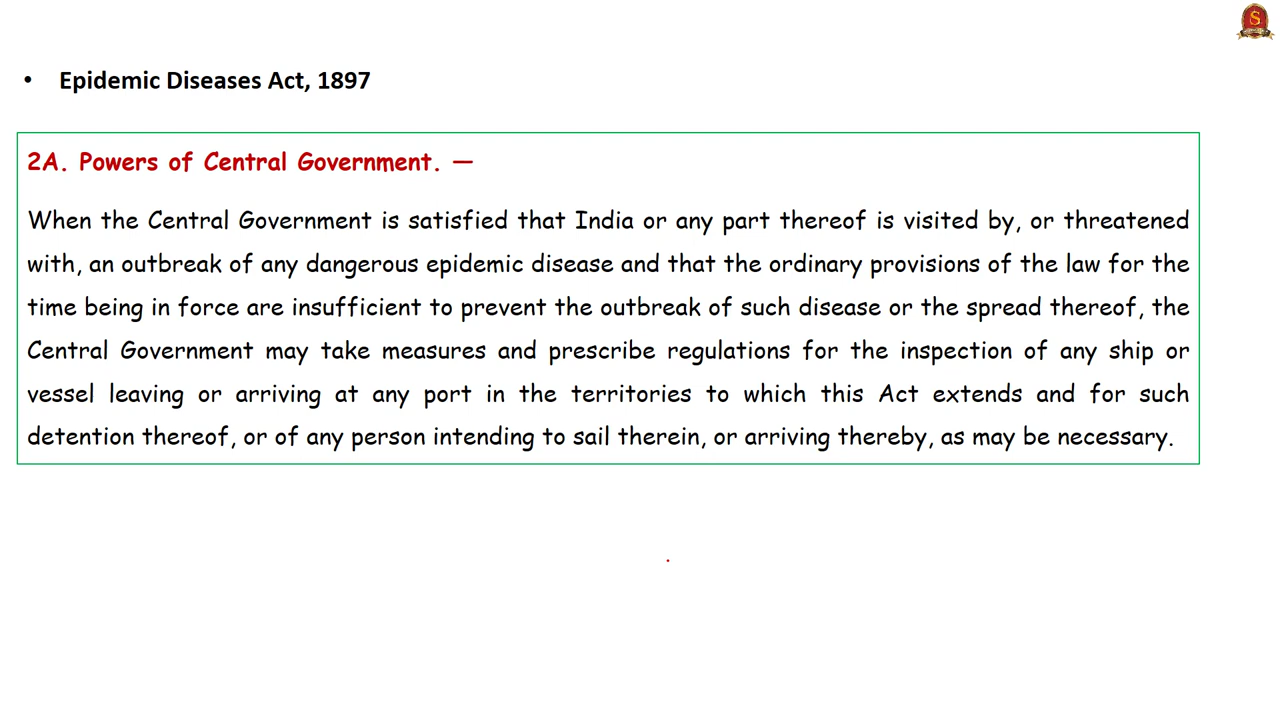 S
• Epidemic Diseases Act, 1897
2A. Powers of Central Government. —
When the Central Government is satisfied that India or any part thereof is visited by, or threatened
with, an outbreak of any dangerous epidemic disease and that the ordinary provisions of the law for the
time being in force are insufficient to prevent the outbreak of such disease or the spread thereof, the
Central Government may take measures and prescribe regulations for the inspection of any ship or
vessel leaving or arriving at any port in the territories to which this Act extends and for such
detention thereof, or of any person intending to sail therein, or arriving thereby, as may be necessary.